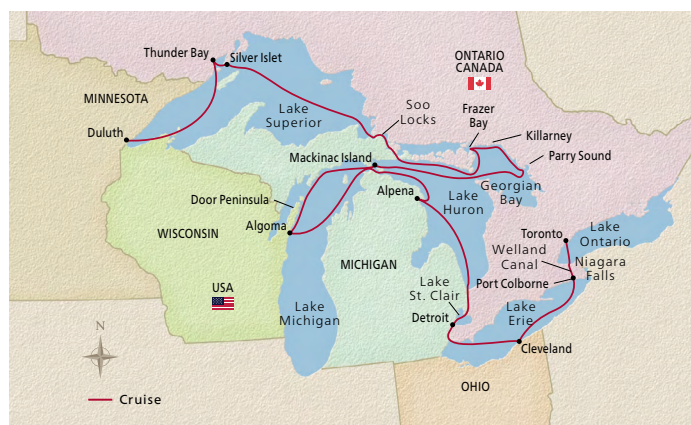 Thunder Bay
Silver Islet
ONTARIO
CANADA
MINNESOTA
Lake
Superior
Soo
Locks
Frazer
Bay
Killarney
Duluth
Mackinac Island
Parry Sound
Alpena
Georgian
Bay
Door Peninsula
Lake
Huron
Algoma
WISCONSIN
Toronto
Lake
Ontario
Welland
Canal
Niagara
Falls
MICHIGAN
Port Colborne
USA
Lake
St. Clair
Lake
Michigan
Lake
Erie
Detroit
N
Cleveland
OHIO
Cruise